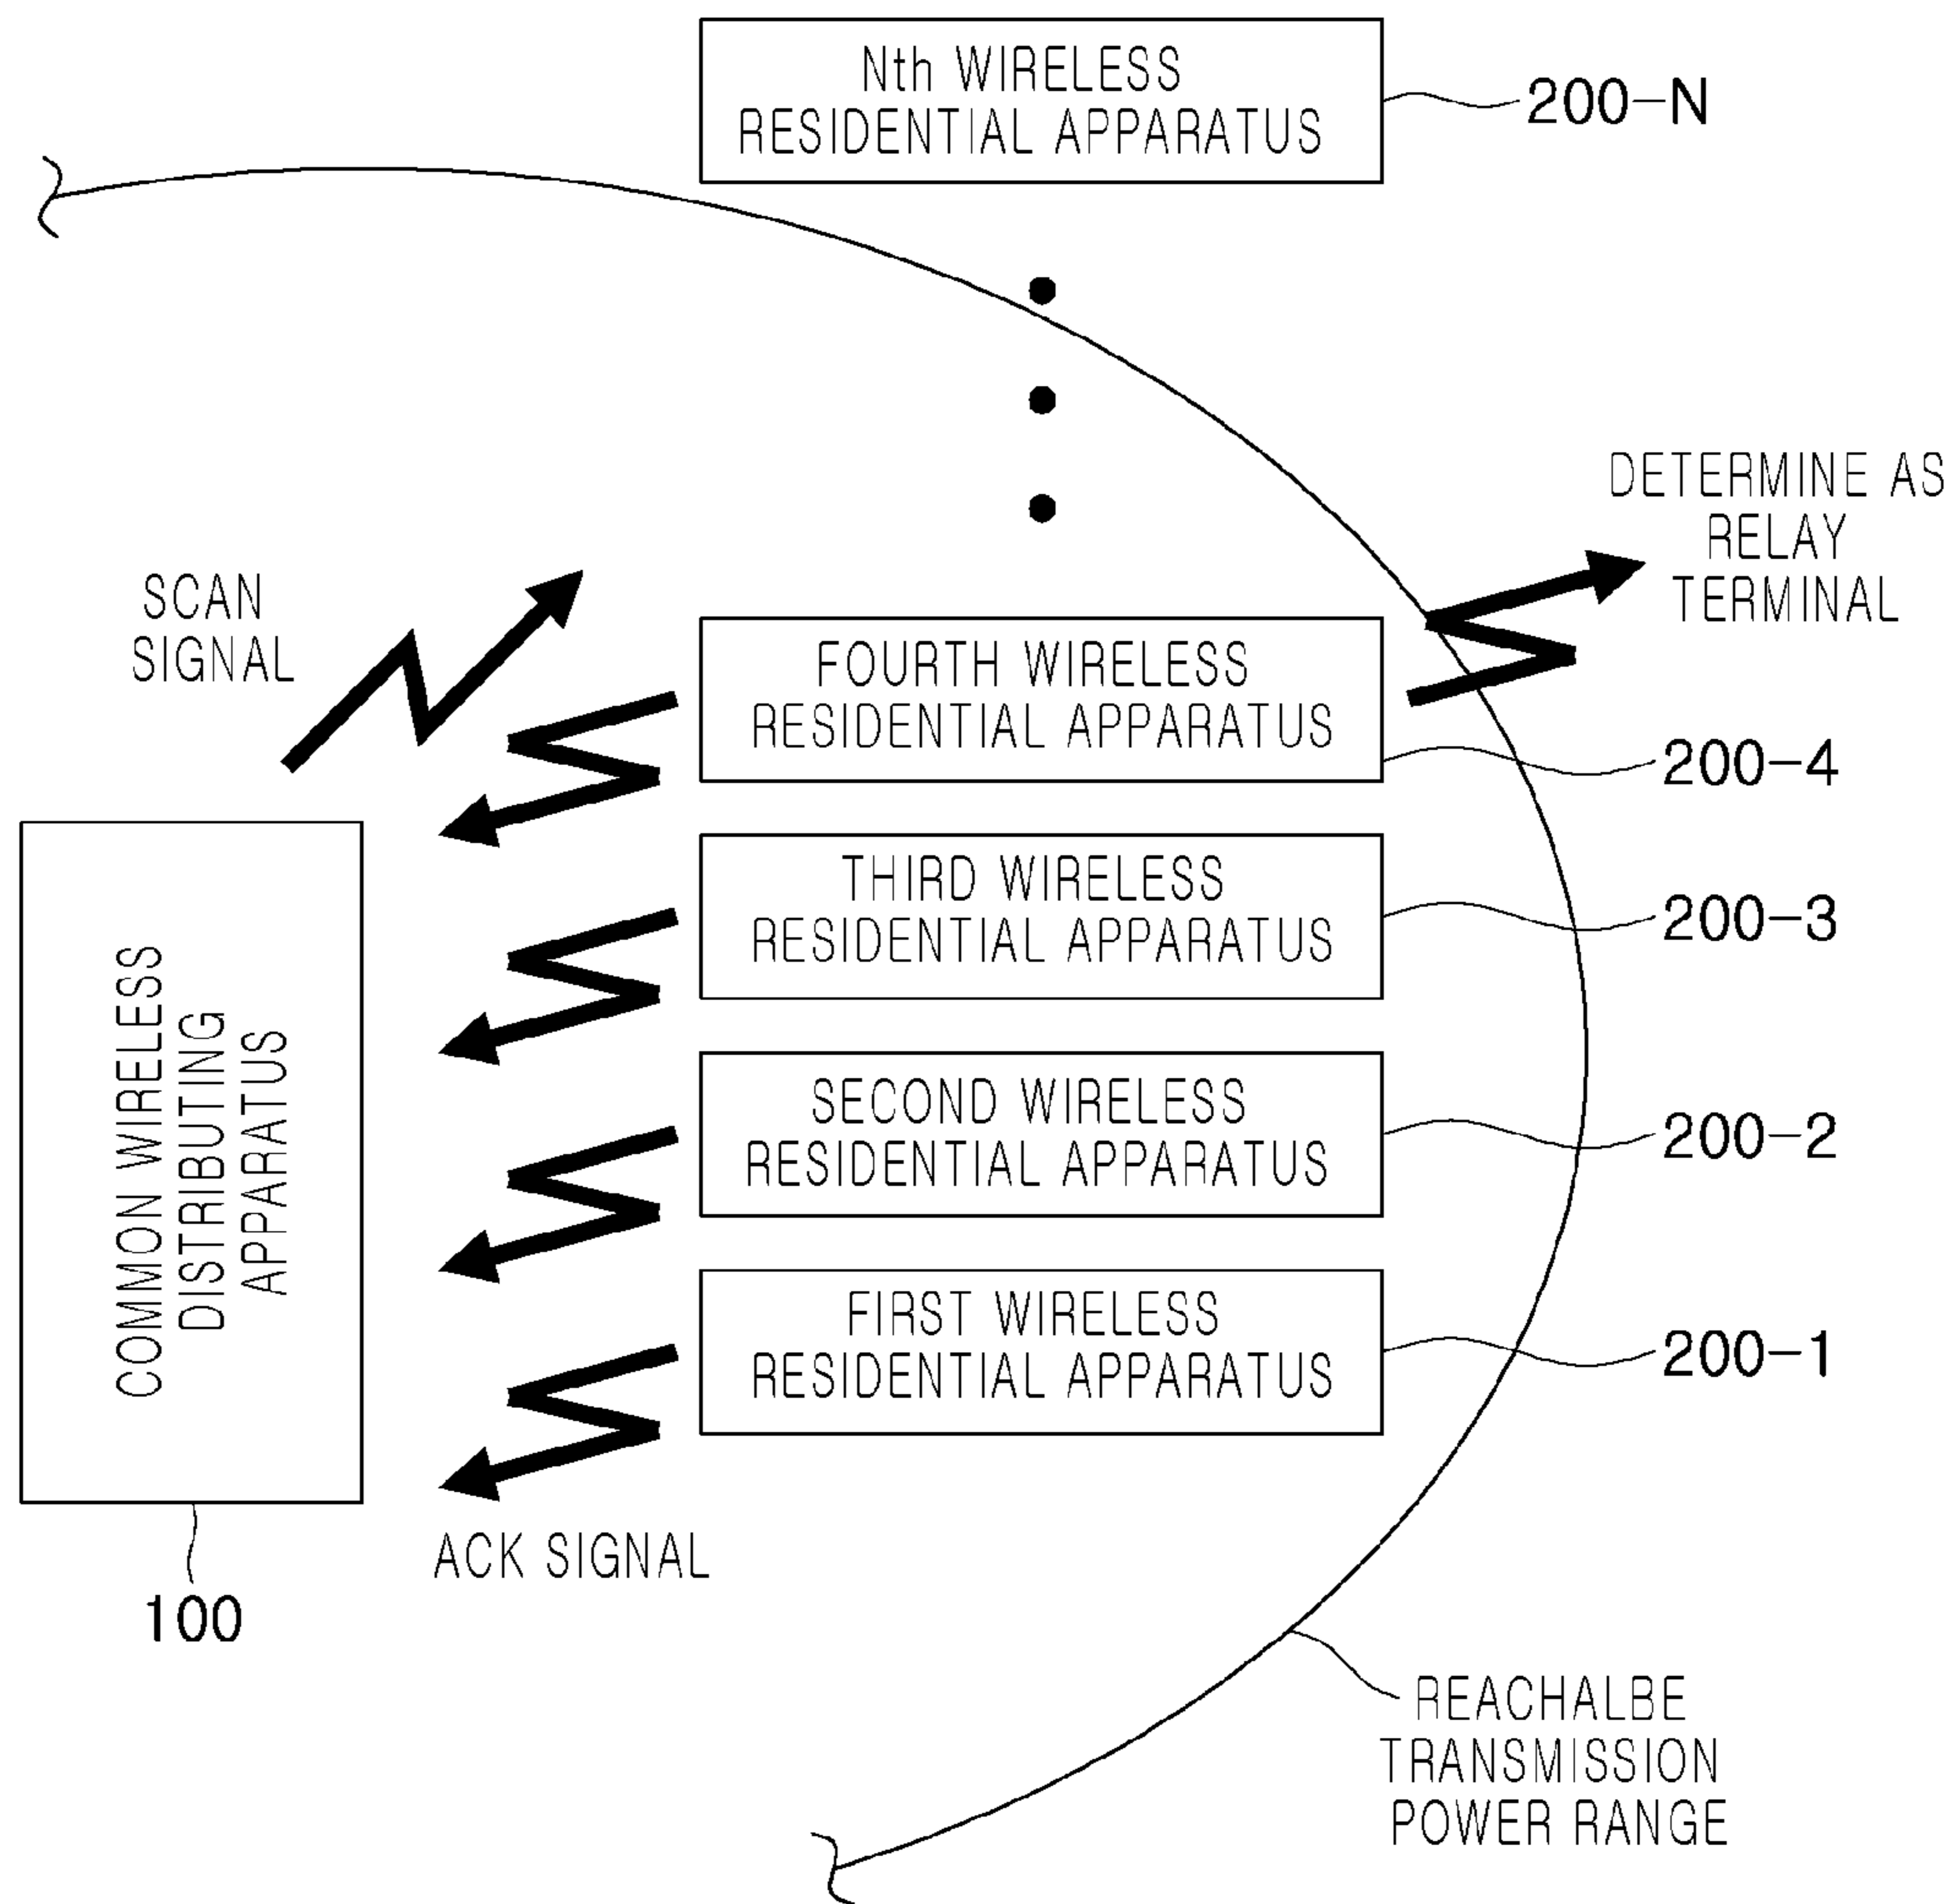 Nth WIRELESS
RESIDENTIAL APPARATUS
200-N
DETERMINE AS
RELAY
TERMINAL
SCAN
SIGNAL
FOURTH WIRELESS
RESIDENTIAL APPARATUS
200-4
THIRD WIRELESS
RESIDENTIAL APPARATUS
200-3
COMMON WIRELESS
DISTRIBUTING
APPARATUS
SECOND WIRELESS
RESIDENTIAL APPARATUS
200-2
FIRST WIRELESS
RESIDENTIAL APPARATUS
200-1
ACK SIGNAL
100
REACHALBE
TRANSMISSION
POWER RANGE